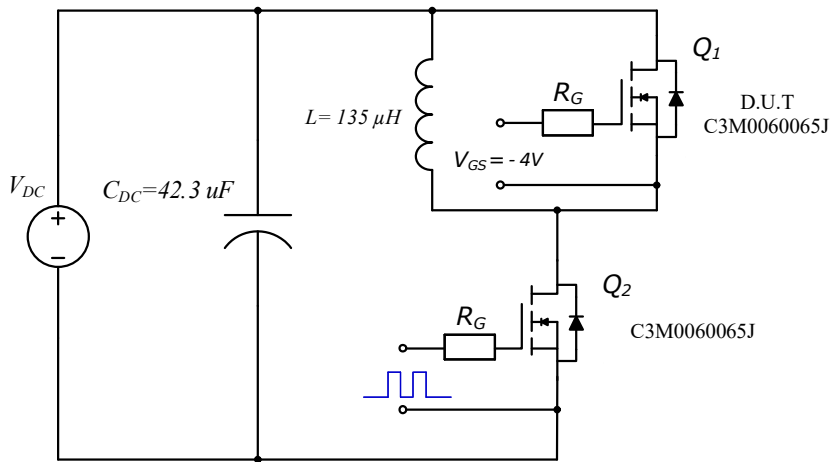 Q1
RG
D.U.T
C3M0060065J
L= 135 µH
VGS = - 4V
VDC
CDC=42.3 uF
+
−
Q2
RG
C3M0060065J